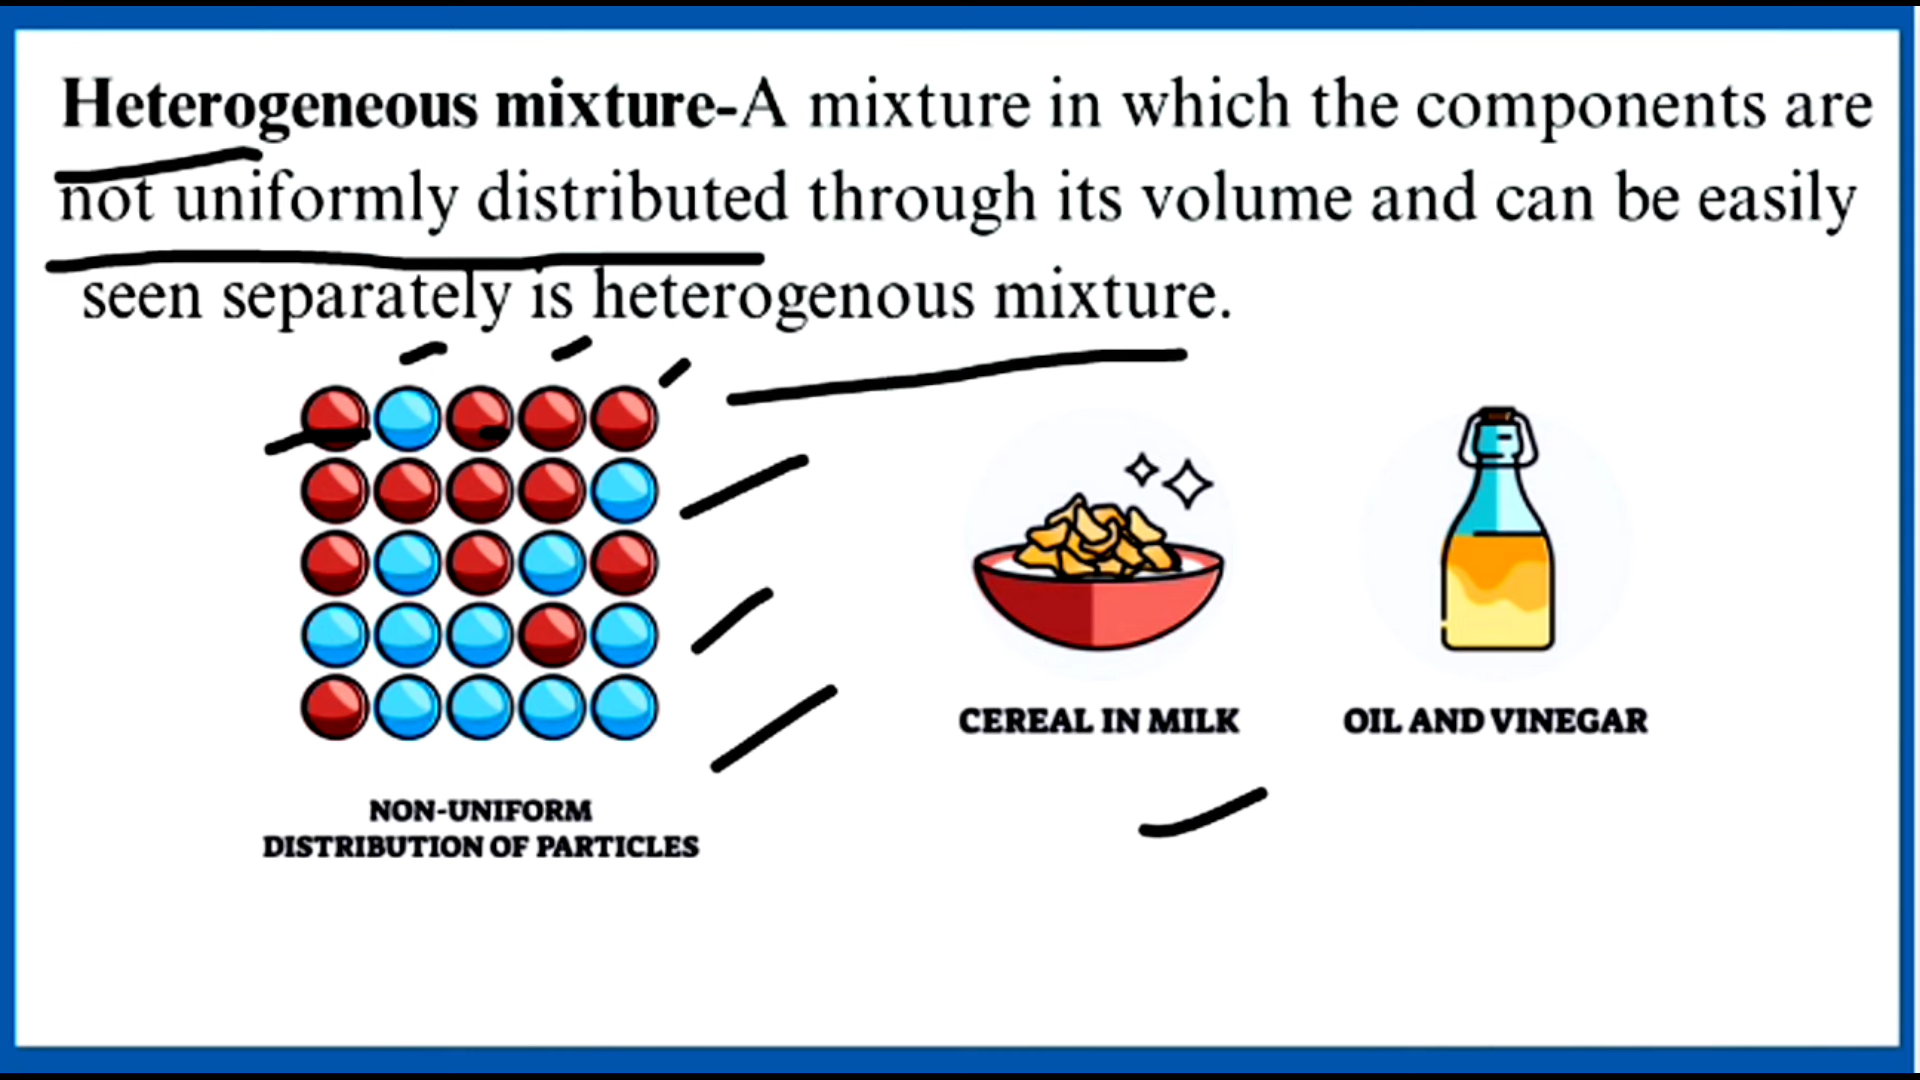 Heterogeneous mixture-A mixture in which the components are
not uniformly distributed through its volume and can be easily
seen separately is heterogenous mixture.
CEREAL IN MILK
OIL AND VINEGAR
NON-UNIFORM
DISTRIBUTION OF PARTICLES